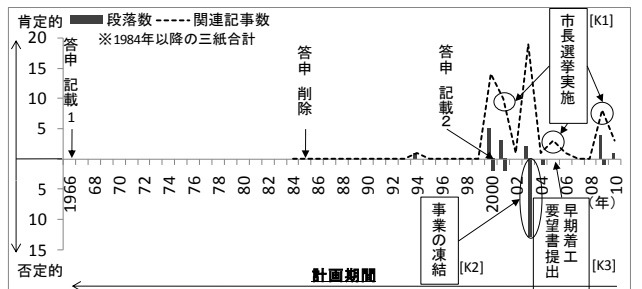 肯定的 段落数 関連記事数
※1984年以降の三紙合計
答申 記載1
答申 削除
答申 記載2
市長選挙実施
[K1]
20
15
10
5
5
10
15
否定的
1966 68 70 72 74 76 78 80 82 84 86 88 90 92 94 96 98 2000 02 04 06 08 10 (年)
事業の凍結
[K2]
早期着工
要望書提出
[K3]
計画期間